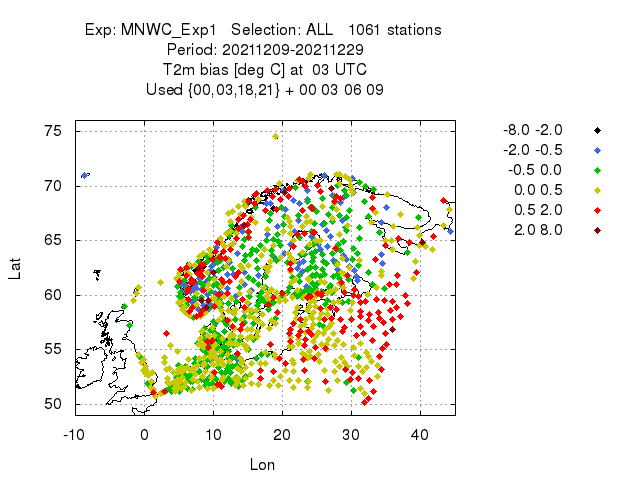 Exp: MNWC_Exp1 Selection: ALL 1061 stations
Period: 20211209-20211229
T2m bias [deg C] at 03 UTC
Used {00,03,18,21} + 00 03 06 09
75
70
65
60
55
50
Lat
-10 0 10 20 30 40
Lon
-8.0 -2.0
-2.0 -0.5
-0.5 0.0
0.0 0.5
0.5 2.0
2.0 8.0